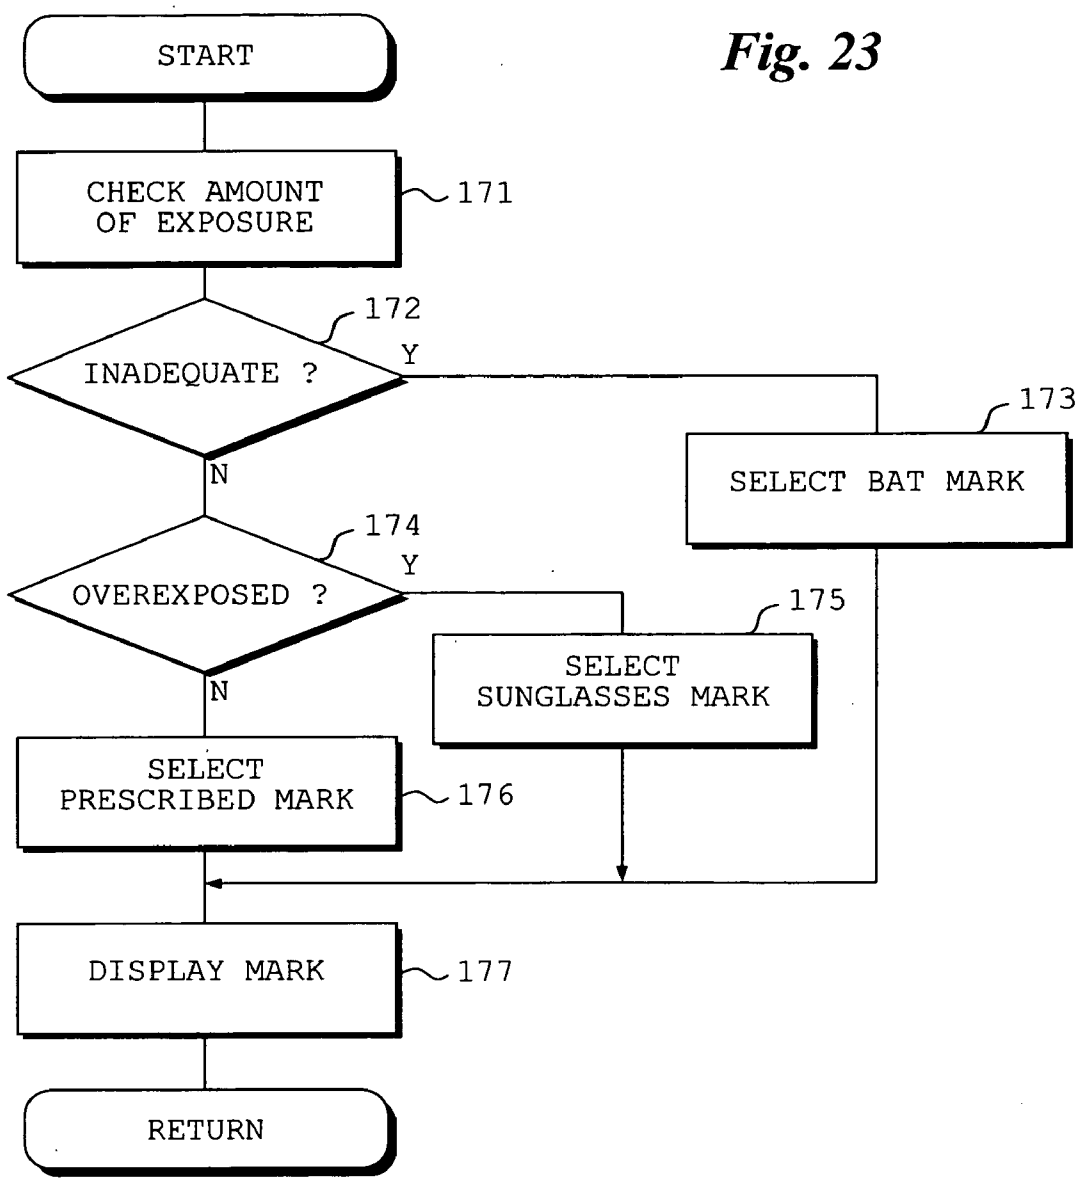 START
Fig. 23
CHECK AMOUNT
OF EXPOSURE
171
172
INADEQUATE ?
Y
N
173
SELECT BAT MARK
174
OVEREXPOSED ?
Y
N
175
SELECT
SUNGLASSES MARK
SELECT
PRESCRIBED MARK
176
DISPLAY MARK
177
RETURN